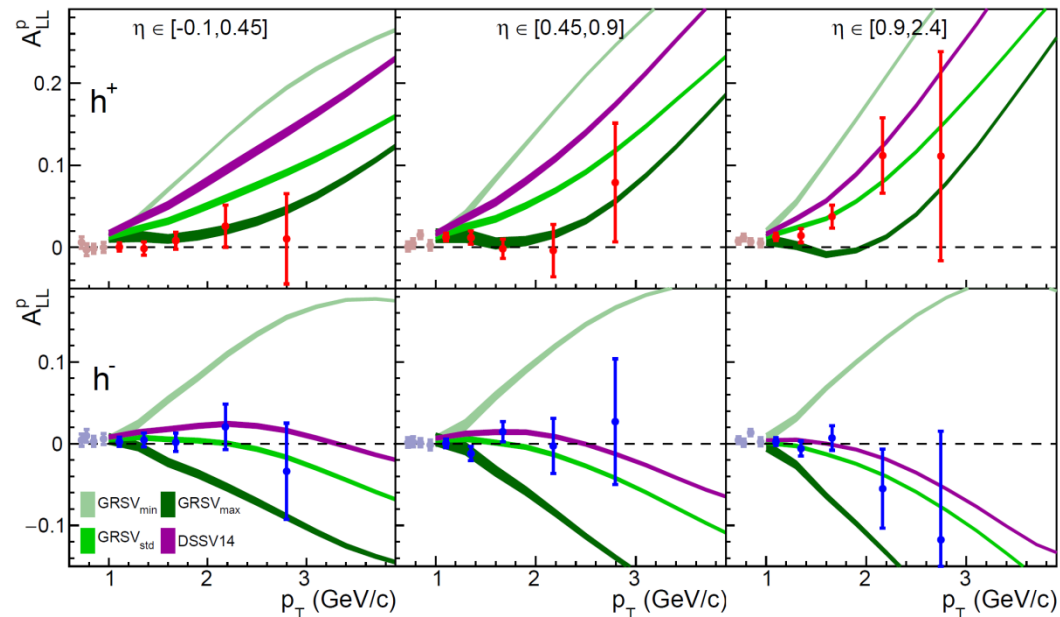 η ∈ [-0.1,0.45] η ∈ [0.45,0.9] η ∈ [0.9,2.4]
A_LL^p
0.2
h⁺
0.1
0
A_LL^p
0.1
h⁻
0
GRSV_min GRSV_max
−0.1
GRSV_std DSSV14
1 2 3 1 2 3 1 2 3
p_T (GeV/c) p_T (GeV/c) p_T (GeV/c)